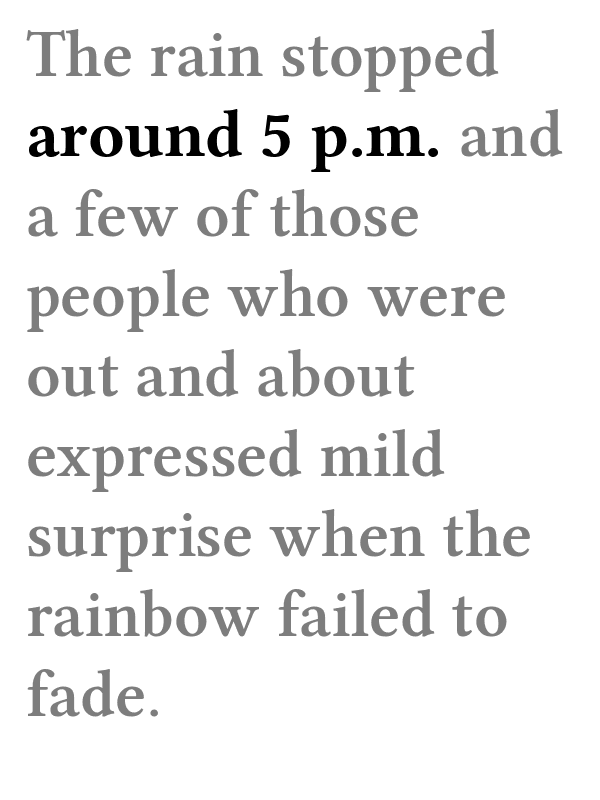 The rain stopped
around 5 p.m. and
a few of those
people who were
out and about
expressed mild
surprise when the
rainbow failed to
fade.